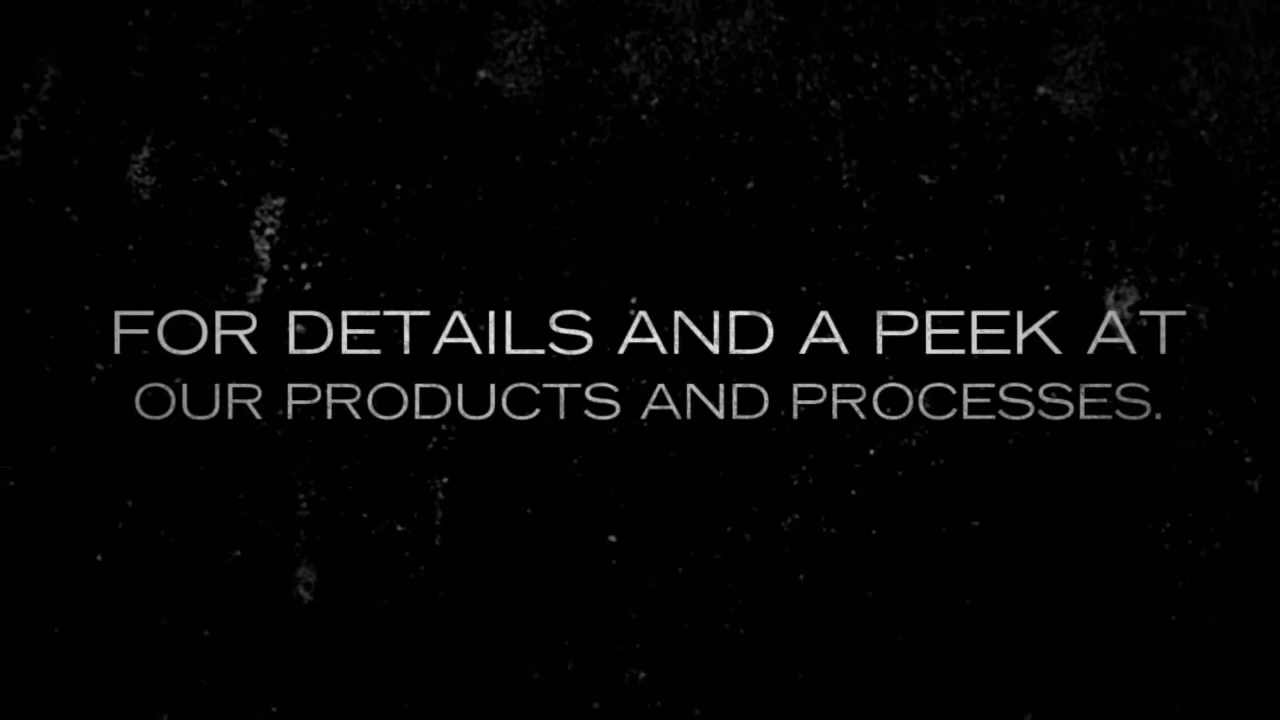 FOR DETAILS AND A PEEK AT
OUR PRODUCTS AND PROCESSES.